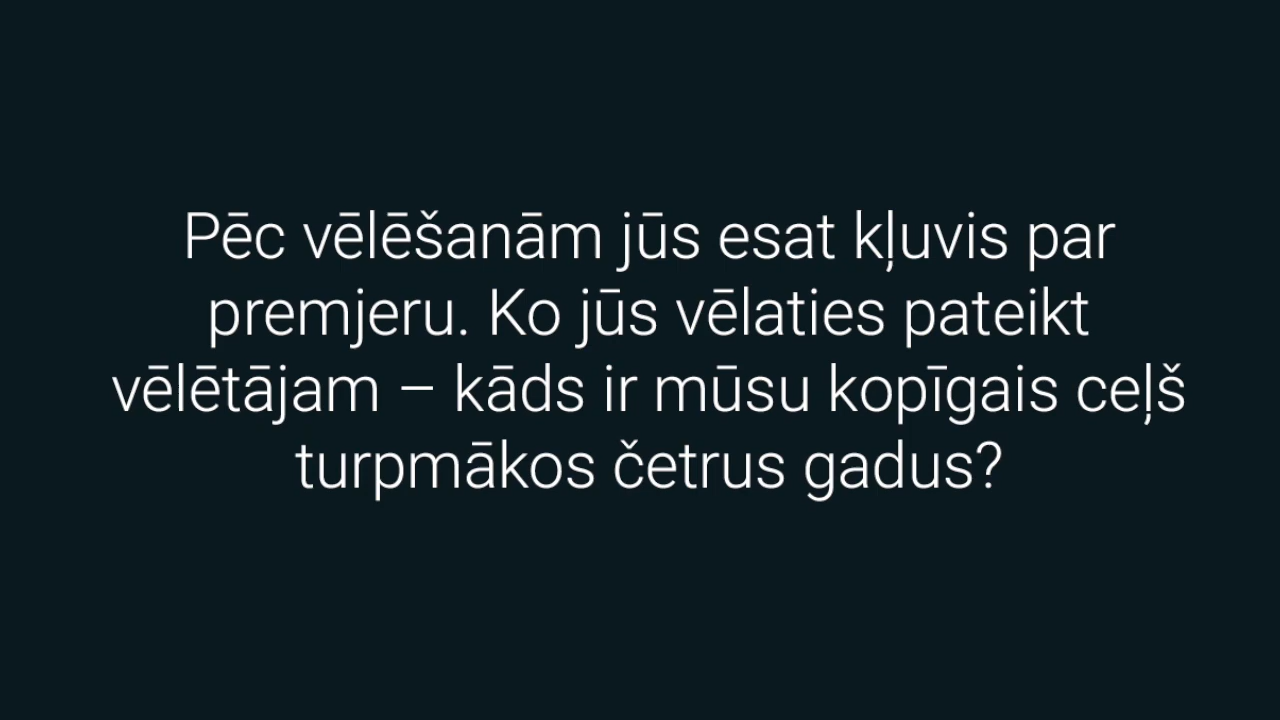 Pēc vēlēšanām jūs esat kļuvis par
premjeru. Ko jūs vēlaties pateikt
vēlētājam – kāds ir mūsu kopīgais ceļš
turpmākos četrus gadus?